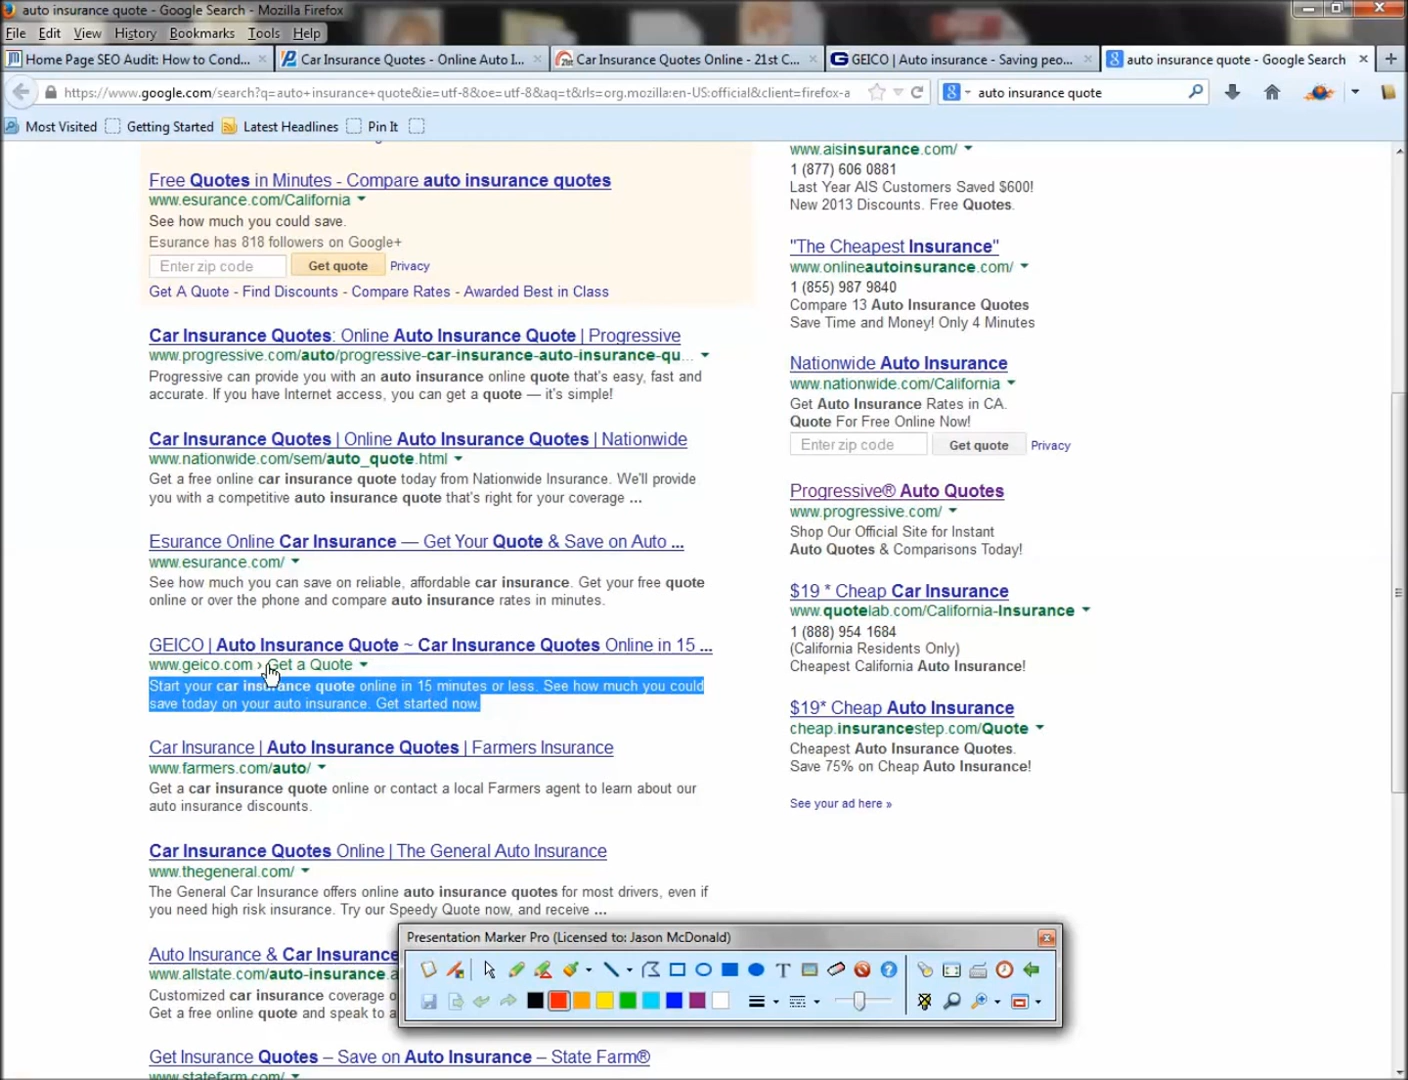 auto insurance quote - Google Search - Mozilla Firefox
File Edit View History Bookmarks Tools Help
Home Page SEO Audit: How to Cond...
Car Insurance Quotes - Online Auto I...
Car Insurance Quotes Online - 21st C...
GEICO | Auto insurance - Saving peo...
auto insurance quote - Google Search
https://www.google.com/search?q=auto+insurance+quote&ie=utf-8&oe=utf-8&aq=t&rls=org.mozilla:en-US:official&client=firefox-a
auto insurance quote
Most Visited Getting Started Latest Headlines Pin It
Free Quotes in Minutes - Compare auto insurance quotes
www.esurance.com/California
See how much you could save.
Esurance has 818 followers on Google+
Enter zip code Get quote Privacy
Get A Quote - Find Discounts - Compare Rates - Awarded Best in Class
Car Insurance Quotes: Online Auto Insurance Quote | Progressive
www.progressive.com/auto/progressive-car-insurance-auto-insurance-qu...
Progressive can provide you with an auto insurance online quote that's easy, fast and
accurate. If you have Internet access, you can get a quote — it's simple!
Car Insurance Quotes | Online Auto Insurance Quotes | Nationwide
www.nationwide.com/sem/auto_quote.html
Get a free online car insurance quote today from Nationwide Insurance. We'll provide
you with a competitive auto insurance quote that's right for your coverage ...
Esurance Online Car Insurance — Get Your Quote & Save on Auto ...
www.esurance.com/
See how much you can save on reliable, affordable car insurance. Get your free quote
online or over the phone and compare auto insurance rates in minutes.
GEICO | Auto Insurance Quote ~ Car Insurance Quotes Online in 15 ...
www.geico.com › Get a Quote
Start your car insurance quote online in 15 minutes or less. See how much you could
save today on your auto insurance. Get started now.
Car Insurance | Auto Insurance Quotes | Farmers Insurance
www.farmers.com/auto/
Get a car insurance quote online or contact a local Farmers agent to learn about our
auto insurance discounts.
Car Insurance Quotes Online | The General Auto Insurance
www.thegeneral.com/
The General Car Insurance offers online auto insurance quotes for most drivers, even if
you need high risk insurance. Try our Speedy Quote now, and receive ...
Auto Insurance & Car Insurance
www.allstate.com/auto-insurance.a
Customized car insurance coverage o
Get a free online quote and speak to a
Get Insurance Quotes – Save on Auto Insurance – State Farm®
www.statefarm.com/
www.aisinsurance.com/
1 (877) 606 0881
Last Year AIS Customers Saved $600!
New 2013 Discounts. Free Quotes.
"The Cheapest Insurance"
www.onlineautoinsurance.com/
1 (855) 987 9840
Compare 13 Auto Insurance Quotes
Save Time and Money! Only 4 Minutes
Nationwide Auto Insurance
www.nationwide.com/California
Get Auto Insurance Rates in CA.
Quote For Free Online Now!
Enter zip code Get quote Privacy
Progressive® Auto Quotes
www.progressive.com/
Shop Our Official Site for Instant
Auto Quotes & Comparisons Today!
$19 * Cheap Car Insurance
www.quotelab.com/California-Insurance
1 (888) 954 1684
(California Residents Only)
Cheapest California Auto Insurance!
$19* Cheap Auto Insurance
cheap.insurancestep.com/Quote
Cheapest Auto Insurance Quotes.
Save 75% on Cheap Auto Insurance!
See your ad here »
Presentation Marker Pro (Licensed to: Jason McDonald)